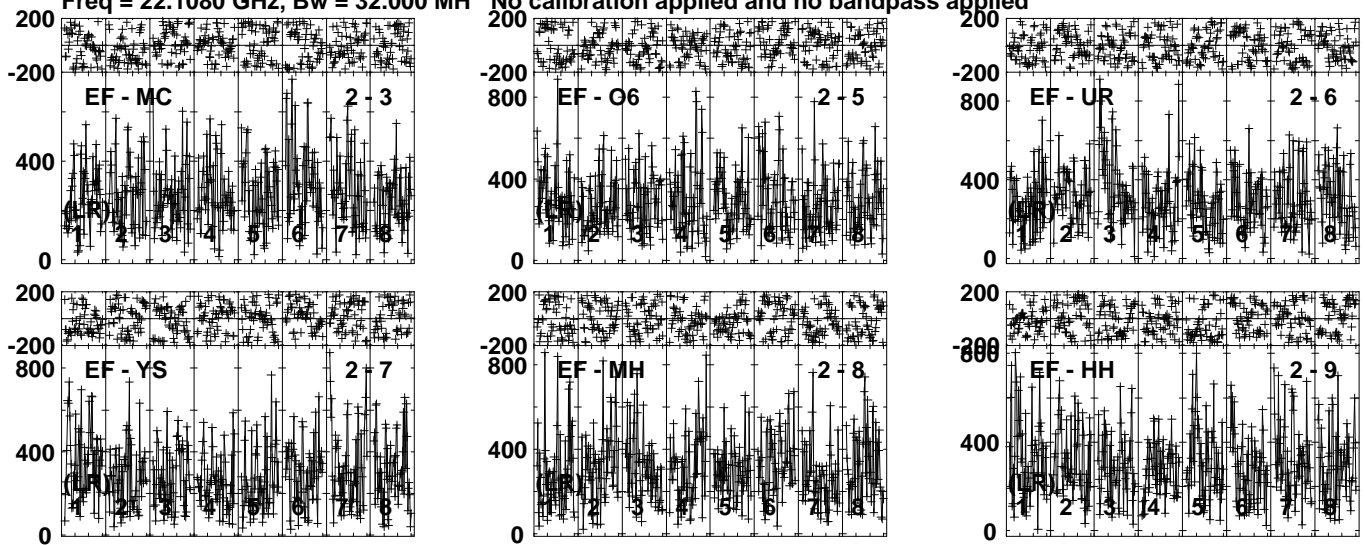 Freq = 22.1080 GHz, Bw = 32.000 MH No calibration applied and no bandpass applied
200
-200
EF - MC 2 - 3
400
(LR)
1 2 3 4 5 6 7 8
0
200
-200
800
EF - O6 2 - 5
400
(LR)
1 2 3 4 5 6 7 8
0
200
-200
800
EF - UR 2 - 6
400
(LR)
1 2 3 4 5 6 7 8
0
200
-200
800
EF - YS 2 - 7
400
(LR)
1 2 3 4 5 6 7 8
0
200
-200
800
EF - MH 2 - 8
400
(LR)
1 2 3 4 5 6 7 8
0
200
-200
800
EF - HH 2 - 9
400
(LR)
1 2 3 4 5 6 7 8
0